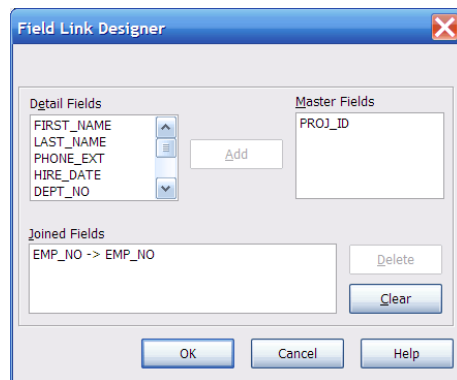 Field Link Designer
Detail Fields
Master Fields
FIRST_NAME
LAST_NAME
PHONE_EXT
HIRE_DATE
DEPT_NO
Add
PROJ_ID
Joined Fields
EMP_NO -> EMP_NO
Delete
Clear
OK
Cancel
Help